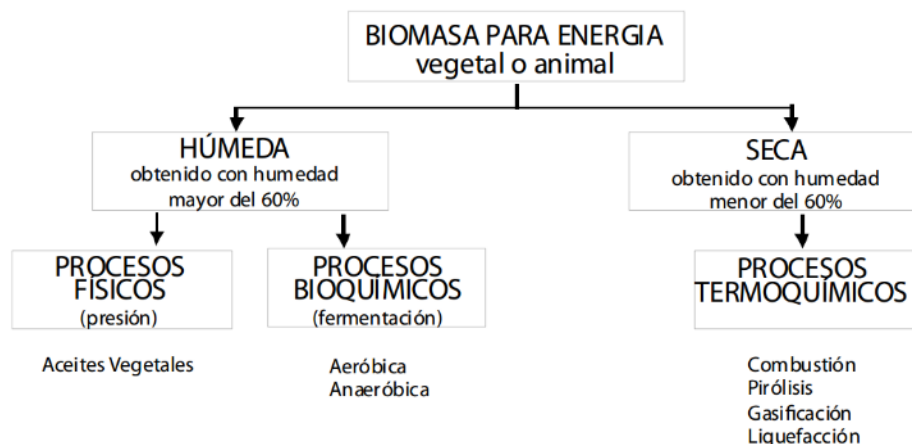 BIOMASA PARA ENERGIA
vegetal o animal
HÚMEDA
obtenido con humedad
mayor del 60%
SECA
obtenido con humedad
menor del 60%
PROCESOS
FÍSICOS
(presión)
PROCESOS
BIOQUÍMICOS
(fermentación)
PROCESOS
TERMOQUÍMICOS
Aceites Vegetales
Aeróbica
Anaeróbica
Combustión
Pirólisis
Gasificación
Liquefacción